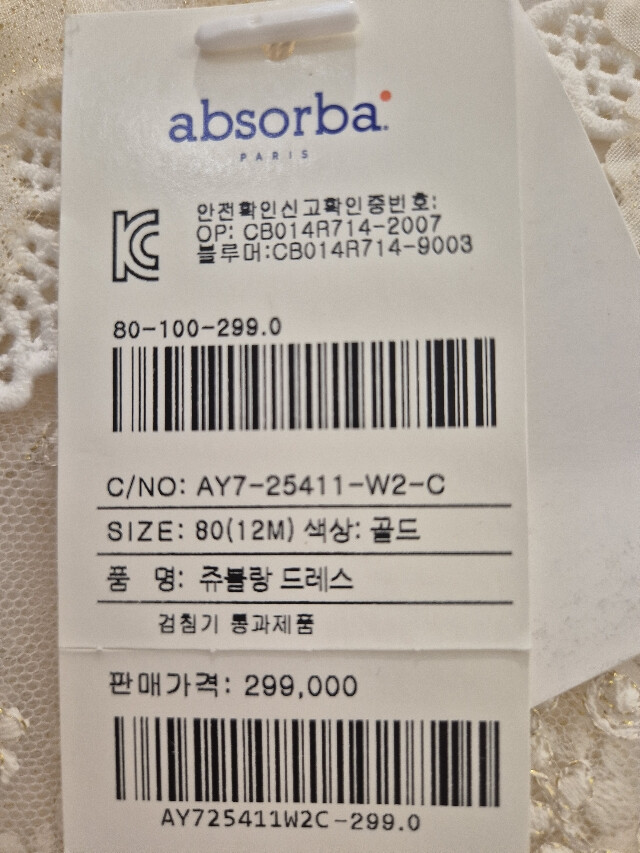 absorba
PARIS
안전확인신고확인증번호:
OP: CB014R714-2007
블루머:CB014R714-9003
80-100-299.0
C/NO: AY7-25411-W2-C
SIZE: 80(12M) 색상: 골드
품 명: 쥬블랑 드레스
검침기 통과제품
판매가격: 299,000
AY725411W2C-299.0